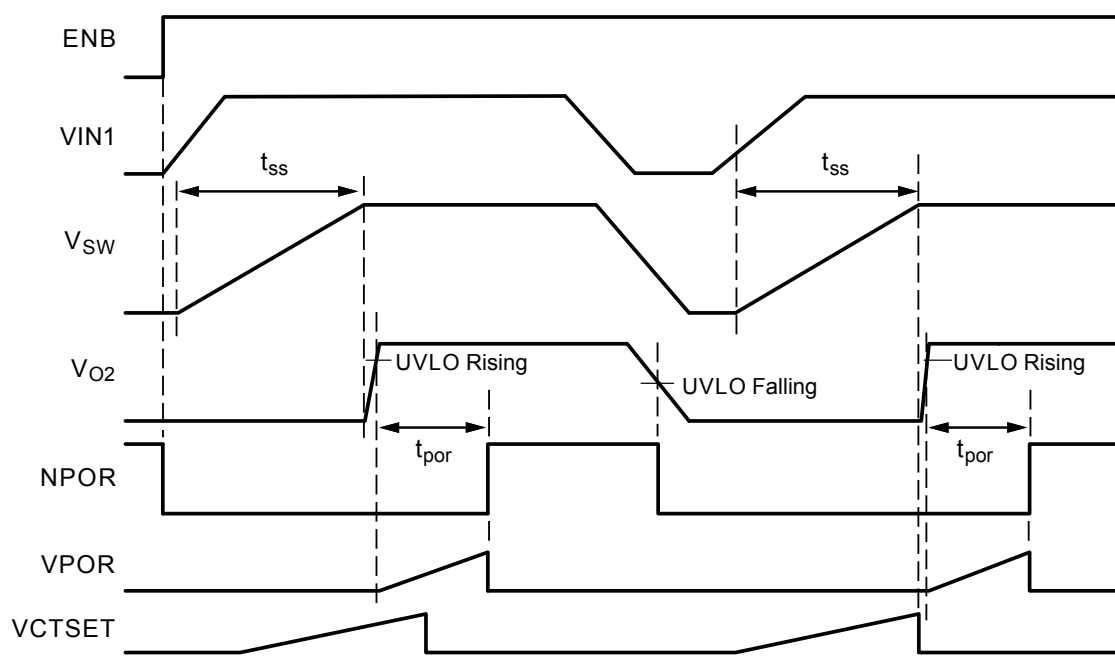 ENB
VIN1
tss
tss
VSW
VO2
UVLO Rising
UVLO Falling
UVLO Rising
tpor
tpor
NPOR
VPOR
VCTSET